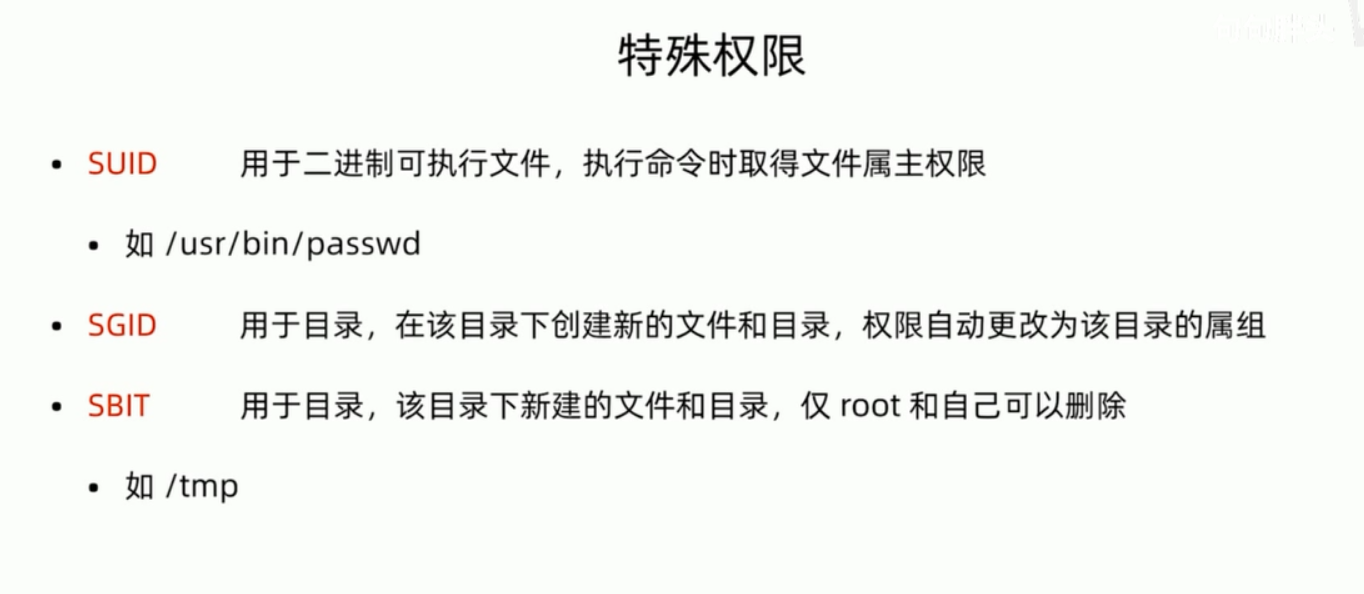 特殊权限
• SUID 用于二进制可执行文件，执行命令时取得文件属主权限
• 如 /usr/bin/passwd
• SGID 用于目录，在该目录下创建新的文件和目录，权限自动更改为该目录的属组
• SBIT 用于目录，该目录下新建的文件和目录，仅 root 和自己可以删除
• 如 /tmp